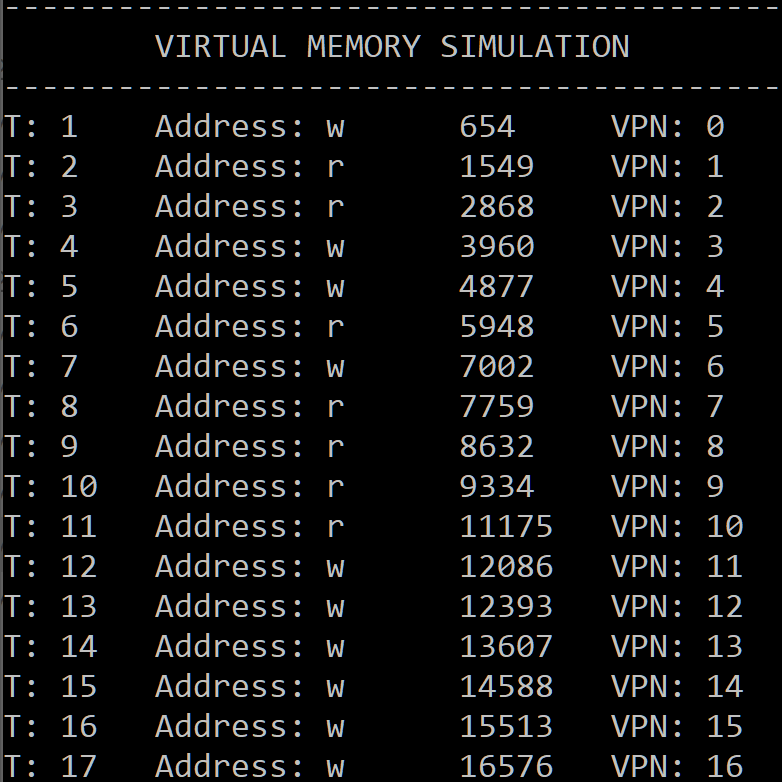 ------------------------------------------
VIRTUAL MEMORY SIMULATION
------------------------------------------
T: 1 Address: w 654 VPN: 0
T: 2 Address: r 1549 VPN: 1
T: 3 Address: r 2868 VPN: 2
T: 4 Address: w 3960 VPN: 3
T: 5 Address: w 4877 VPN: 4
T: 6 Address: r 5948 VPN: 5
T: 7 Address: w 7002 VPN: 6
T: 8 Address: r 7759 VPN: 7
T: 9 Address: r 8632 VPN: 8
T: 10 Address: r 9334 VPN: 9
T: 11 Address: r 11175 VPN: 10
T: 12 Address: w 12086 VPN: 11
T: 13 Address: w 12393 VPN: 12
T: 14 Address: w 13607 VPN: 13
T: 15 Address: w 14588 VPN: 14
T: 16 Address: w 15513 VPN: 15
T: 17 Address: w 16576 VPN: 16